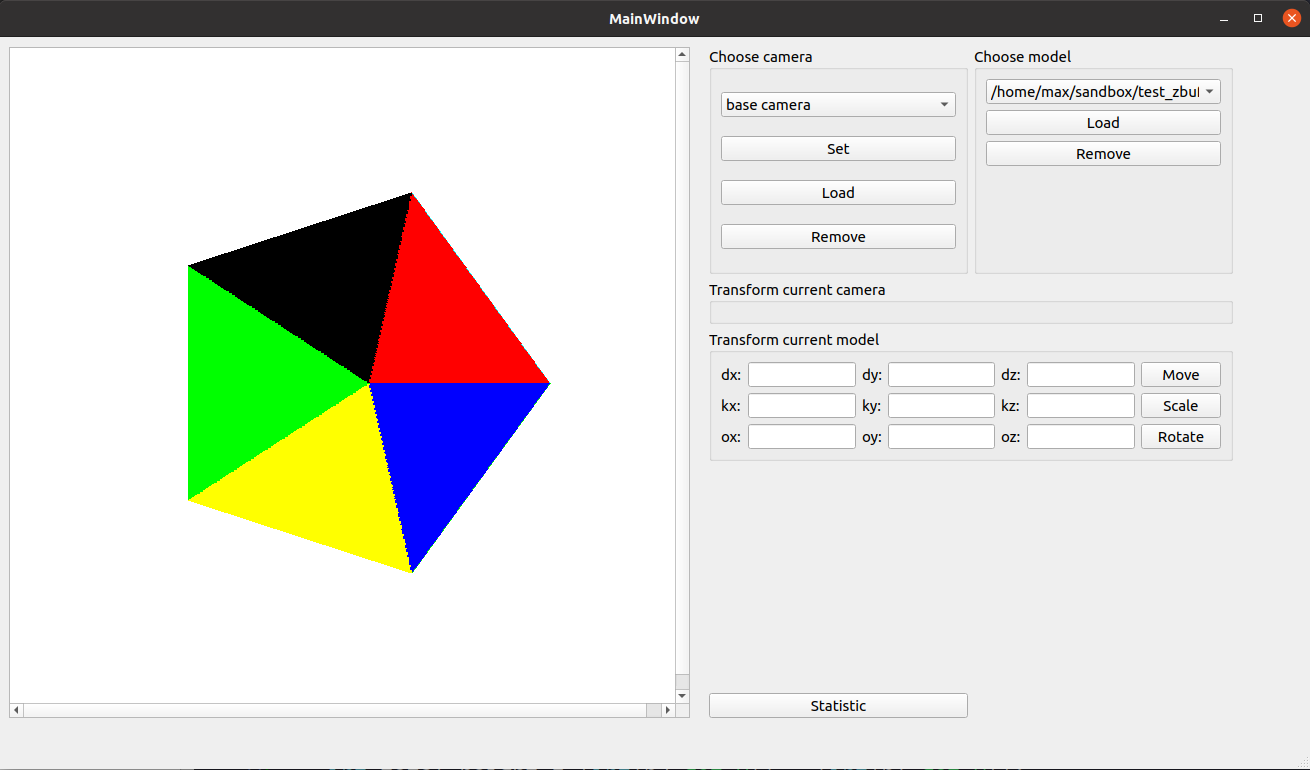 MainWindow
Choose camera
Choose model
base camera
/home/max/sandbox/test_zbuf
Set
Load
Load
Remove
Remove
Transform current camera
Transform current model
dx: dy: dz: Move
kx: ky: kz: Scale
ox: oy: oz: Rotate
Statistic